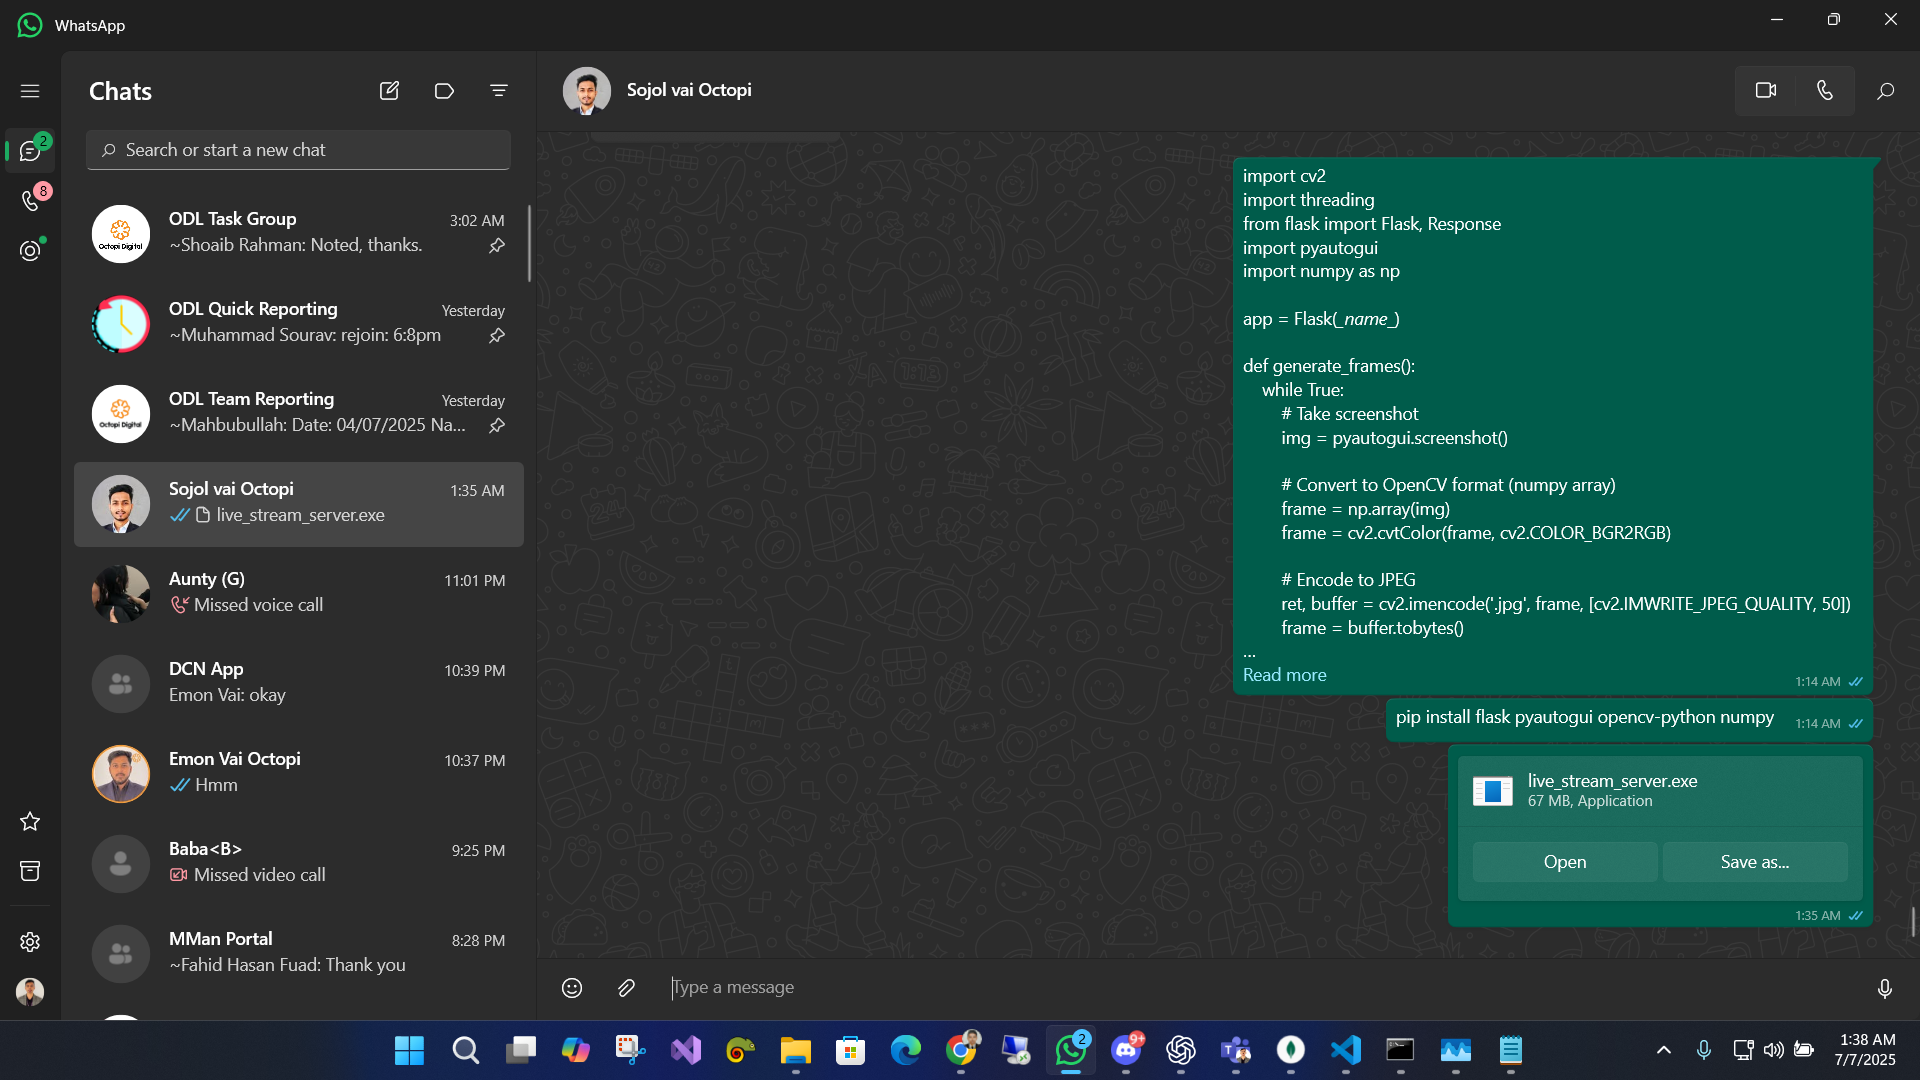 WhatsApp
Chats
2
8
Search or start a new chat
ODL Task Group
3:02 AM
~Shoaib Rahman: Noted, thanks.
Octopi Digital
ODL Quick Reporting
Yesterday
~Muhammad Sourav: rejoin: 6:8pm
ODL Team Reporting
Yesterday
~Mahbubullah: Date: 04/07/2025 Na...
Octopi Digital
Sojol vai Octopi
1:35 AM
live_stream_server.exe
Aunty (G)
11:01 PM
Missed voice call
DCN App
10:39 PM
Emon Vai: okay
Emon Vai Octopi
10:37 PM
Hmm
Baba<B>
9:25 PM
Missed video call
MMan Portal
8:28 PM
~Fahid Hasan Fuad: Thank you
Sojol vai Octopi
import cv2
import threading
from flask import Flask, Response
import pyautogui
import numpy as np
app = Flask(_name_)
def generate_frames():
while True:
# Take screenshot
img = pyautogui.screenshot()
# Convert to OpenCV format (numpy array)
frame = np.array(img)
frame = cv2.cvtColor(frame, cv2.COLOR_BGR2RGB)
# Encode to JPEG
ret, buffer = cv2.imencode('.jpg', frame, [cv2.IMWRITE_JPEG_QUALITY, 50])
frame = buffer.tobytes()
...
Read more
1:14 AM
pip install flask pyautogui opencv-python numpy
1:14 AM
live_stream_server.exe
67 MB, Application
Open
Save as...
1:35 AM
Type a message
2
9+
1:38 AM
7/7/2025